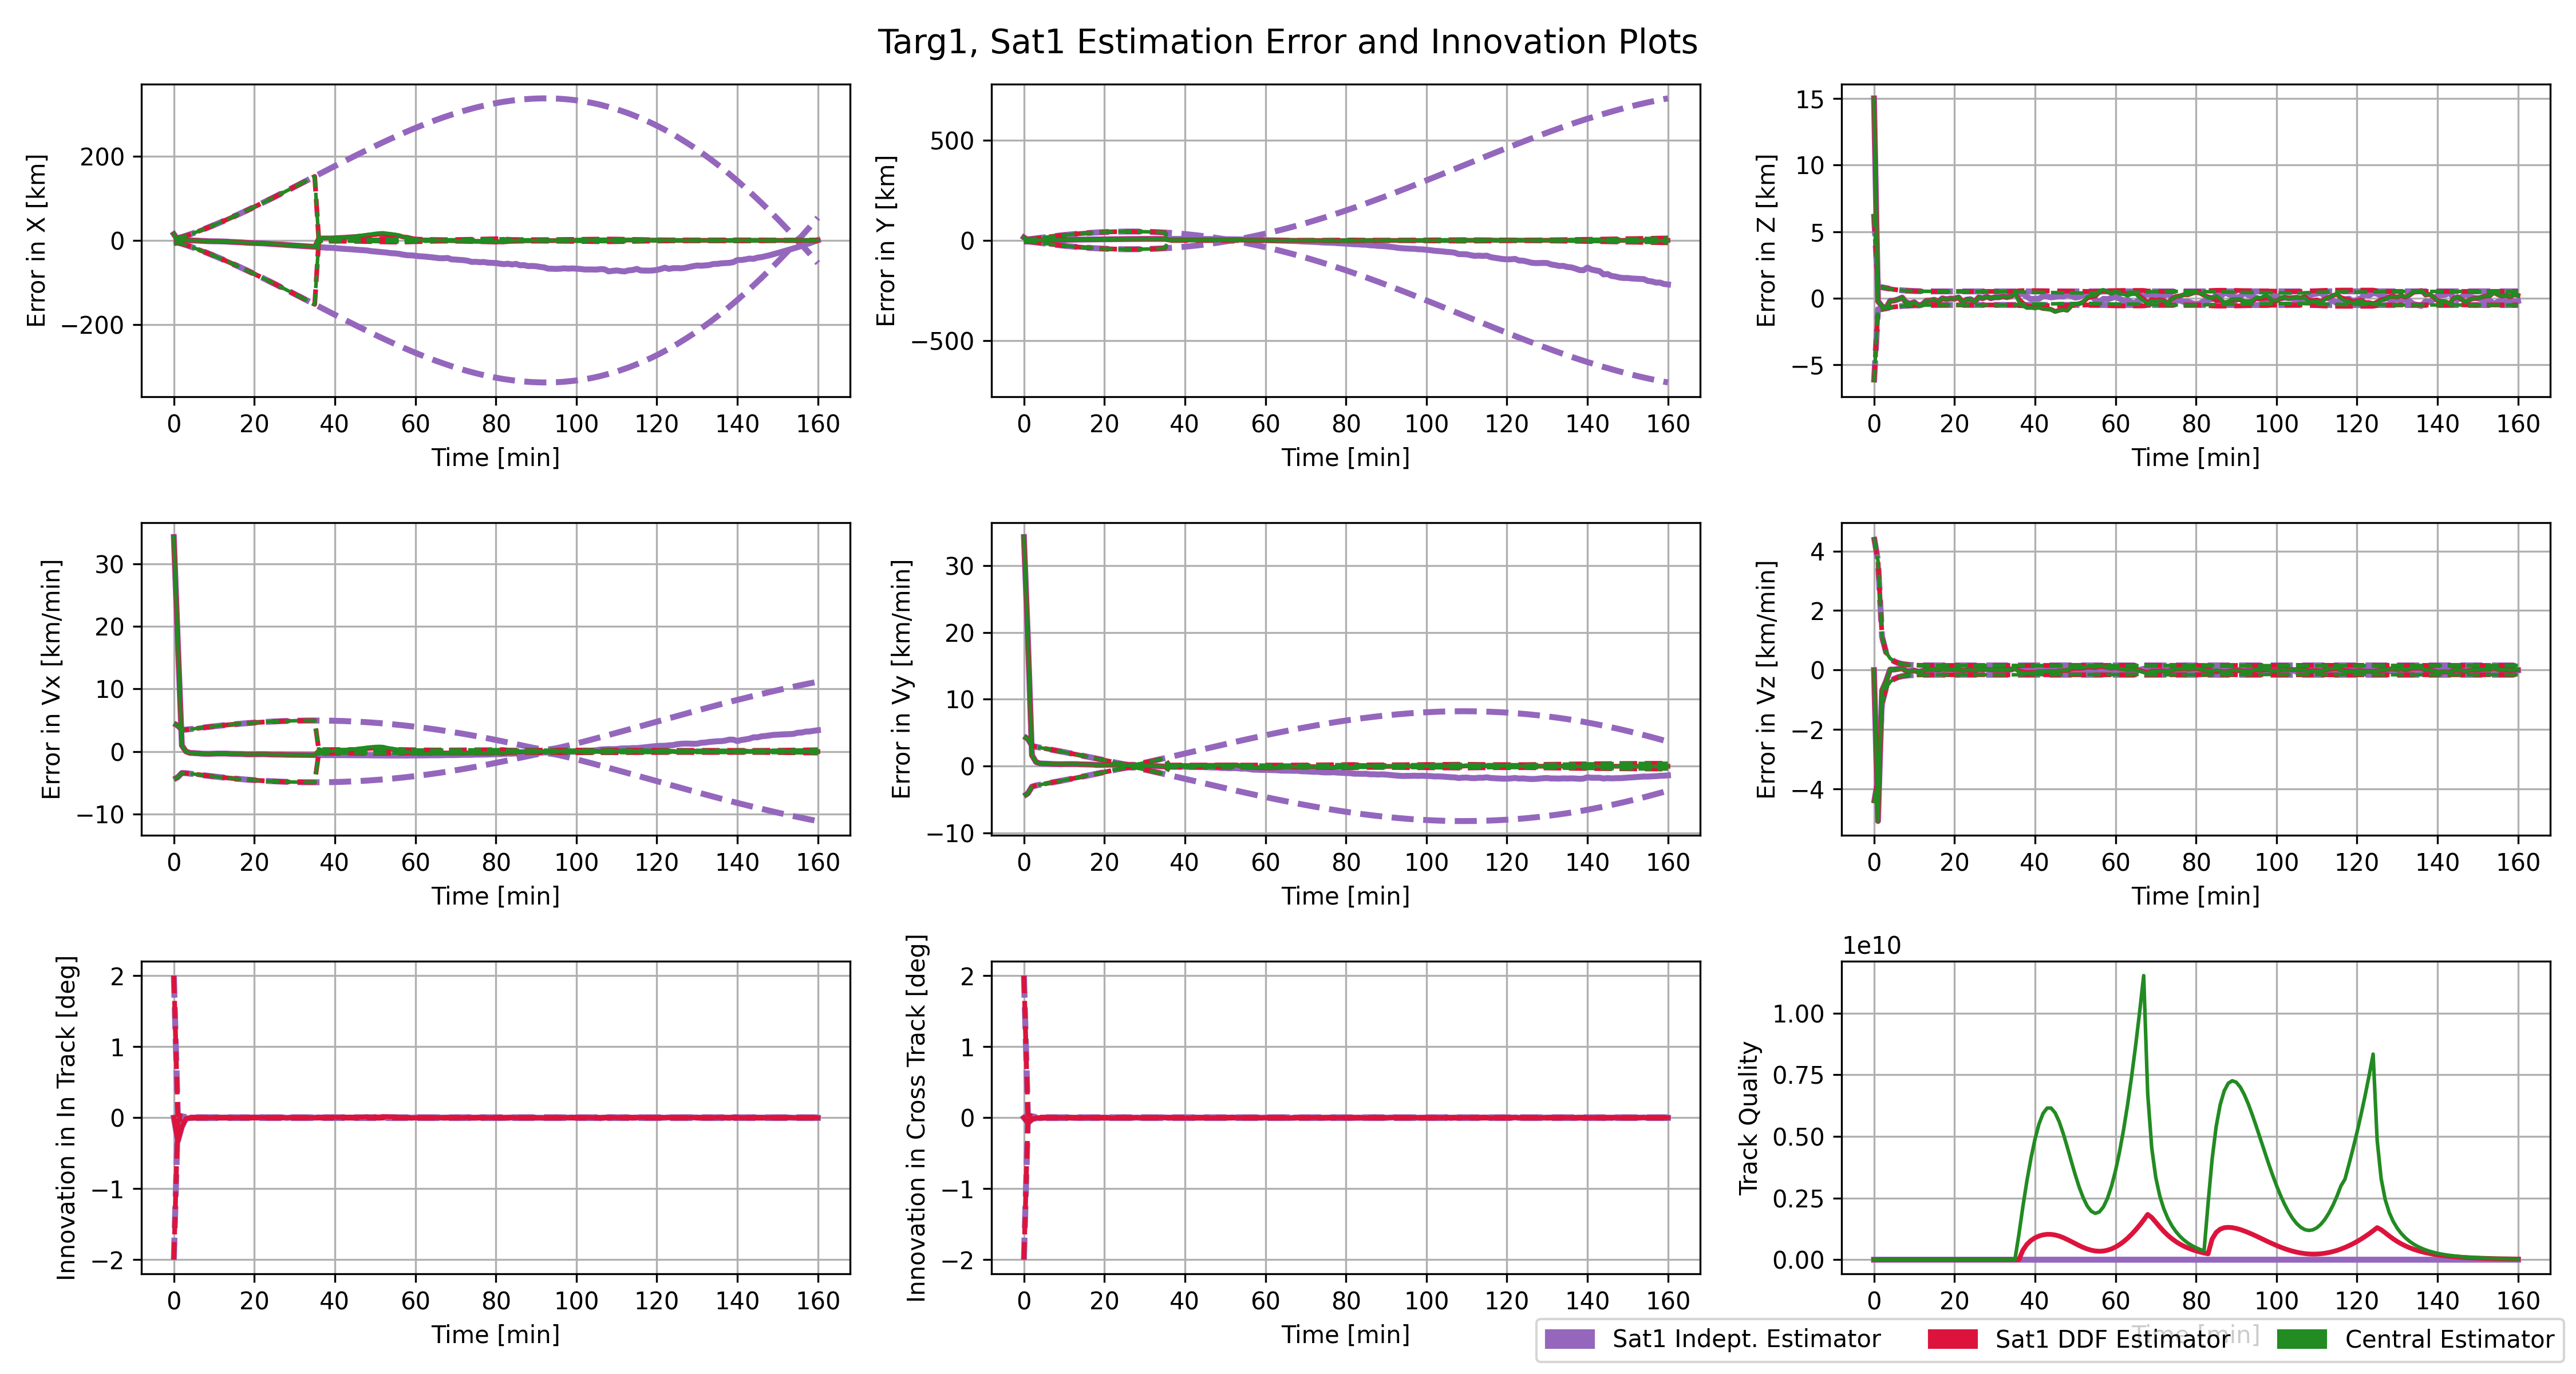 Targ1, Sat1 Estimation Error and Innovation Plots
Error in X [km]
200
0
−200
0 20 40 60 80 100 120 140 160
Time [min]
Error in Y [km]
500
0
−500
0 20 40 60 80 100 120 140 160
Time [min]
Error in Z [km]
15
10
5
0
−5
0 20 40 60 80 100 120 140 160
Time [min]
Error in Vx [km/min]
30
20
10
0
−10
0 20 40 60 80 100 120 140 160
Time [min]
Error in Vy [km/min]
30
20
10
0
−10
0 20 40 60 80 100 120 140 160
Time [min]
Error in Vz [km/min]
4
2
0
−2
−4
0 20 40 60 80 100 120 140 160
Time [min]
Innovation in In Track [deg]
2
1
0
−1
−2
0 20 40 60 80 100 120 140 160
Time [min]
Innovation in Cross Track [deg]
2
1
0
−1
−2
0 20 40 60 80 100 120 140 160
Time [min]
1e10
Track Quality
1.00
0.75
0.50
0.25
0.00
0 20 40 60 80 100 120 140 160
Time [min]
Sat1 Indept. Estimator Sat1 DDF Estimator Central Estimator